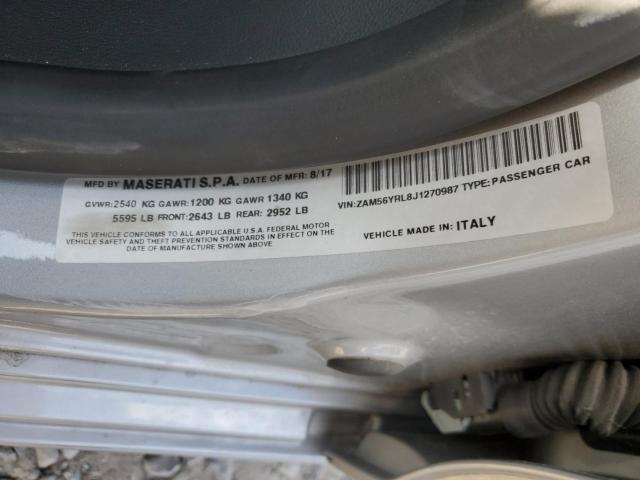 MFD BY MASERATI S.P.A. DATE OF MFR: 8/17
GVWR: 2540 KG GAWR: 1200 KG GAWR 1340 KG
5595 LB FRONT: 2643 LB REAR: 2952 LB
THIS VEHICLE CONFORMS TO ALL APPLICABLE U.S.A. FEDERAL MOTOR
VEHICLE SAFETY AND THEFT PREVENTION STANDARDS IN EFFECT ON THE
DATE OF MANUFACTURE SHOWN ABOVE.
VIN: ZAM56YRL8J1270987 TYPE: PASSENGER CAR
VEHICLE MADE IN: ITALY